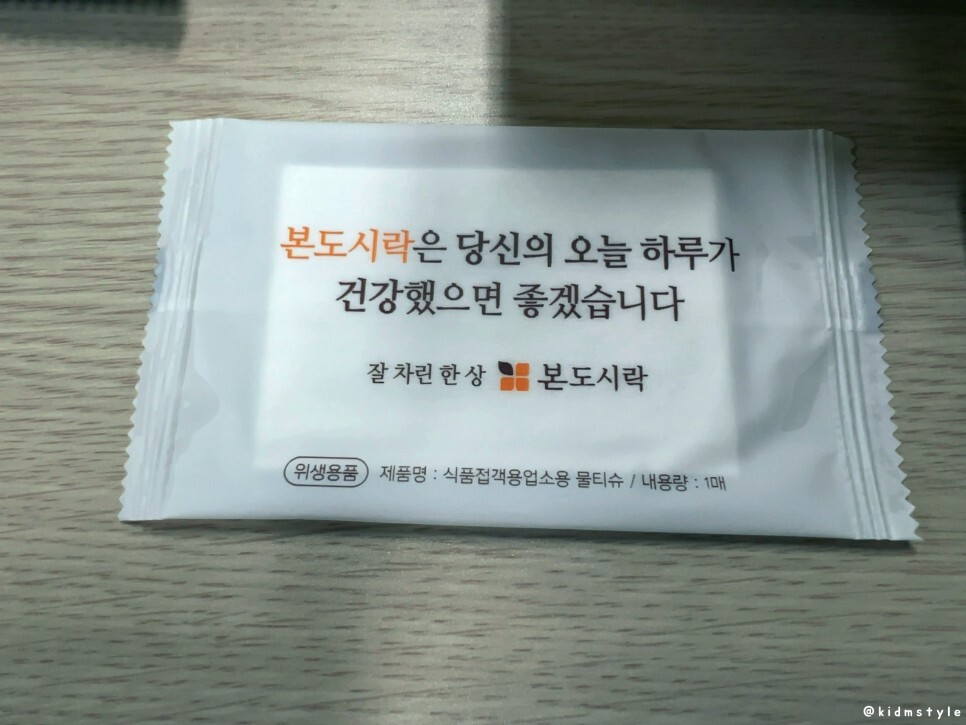 본도시락은 당신의 오늘 하루가
건강했으면 좋겠습니다
잘 차린 한 상 본도시락
위생용품 제품명 : 식품접객용업소용 물티슈 / 내용량 : 1매
@kidmstyle